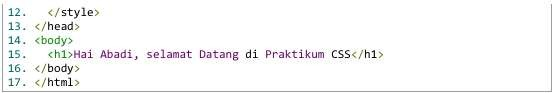 12.   </style>
13. </head>
14. <body>
15.   <h1>Hai Abadi, selamat Datang di Praktikum CSS</h1>
16. </body>
17. </html>